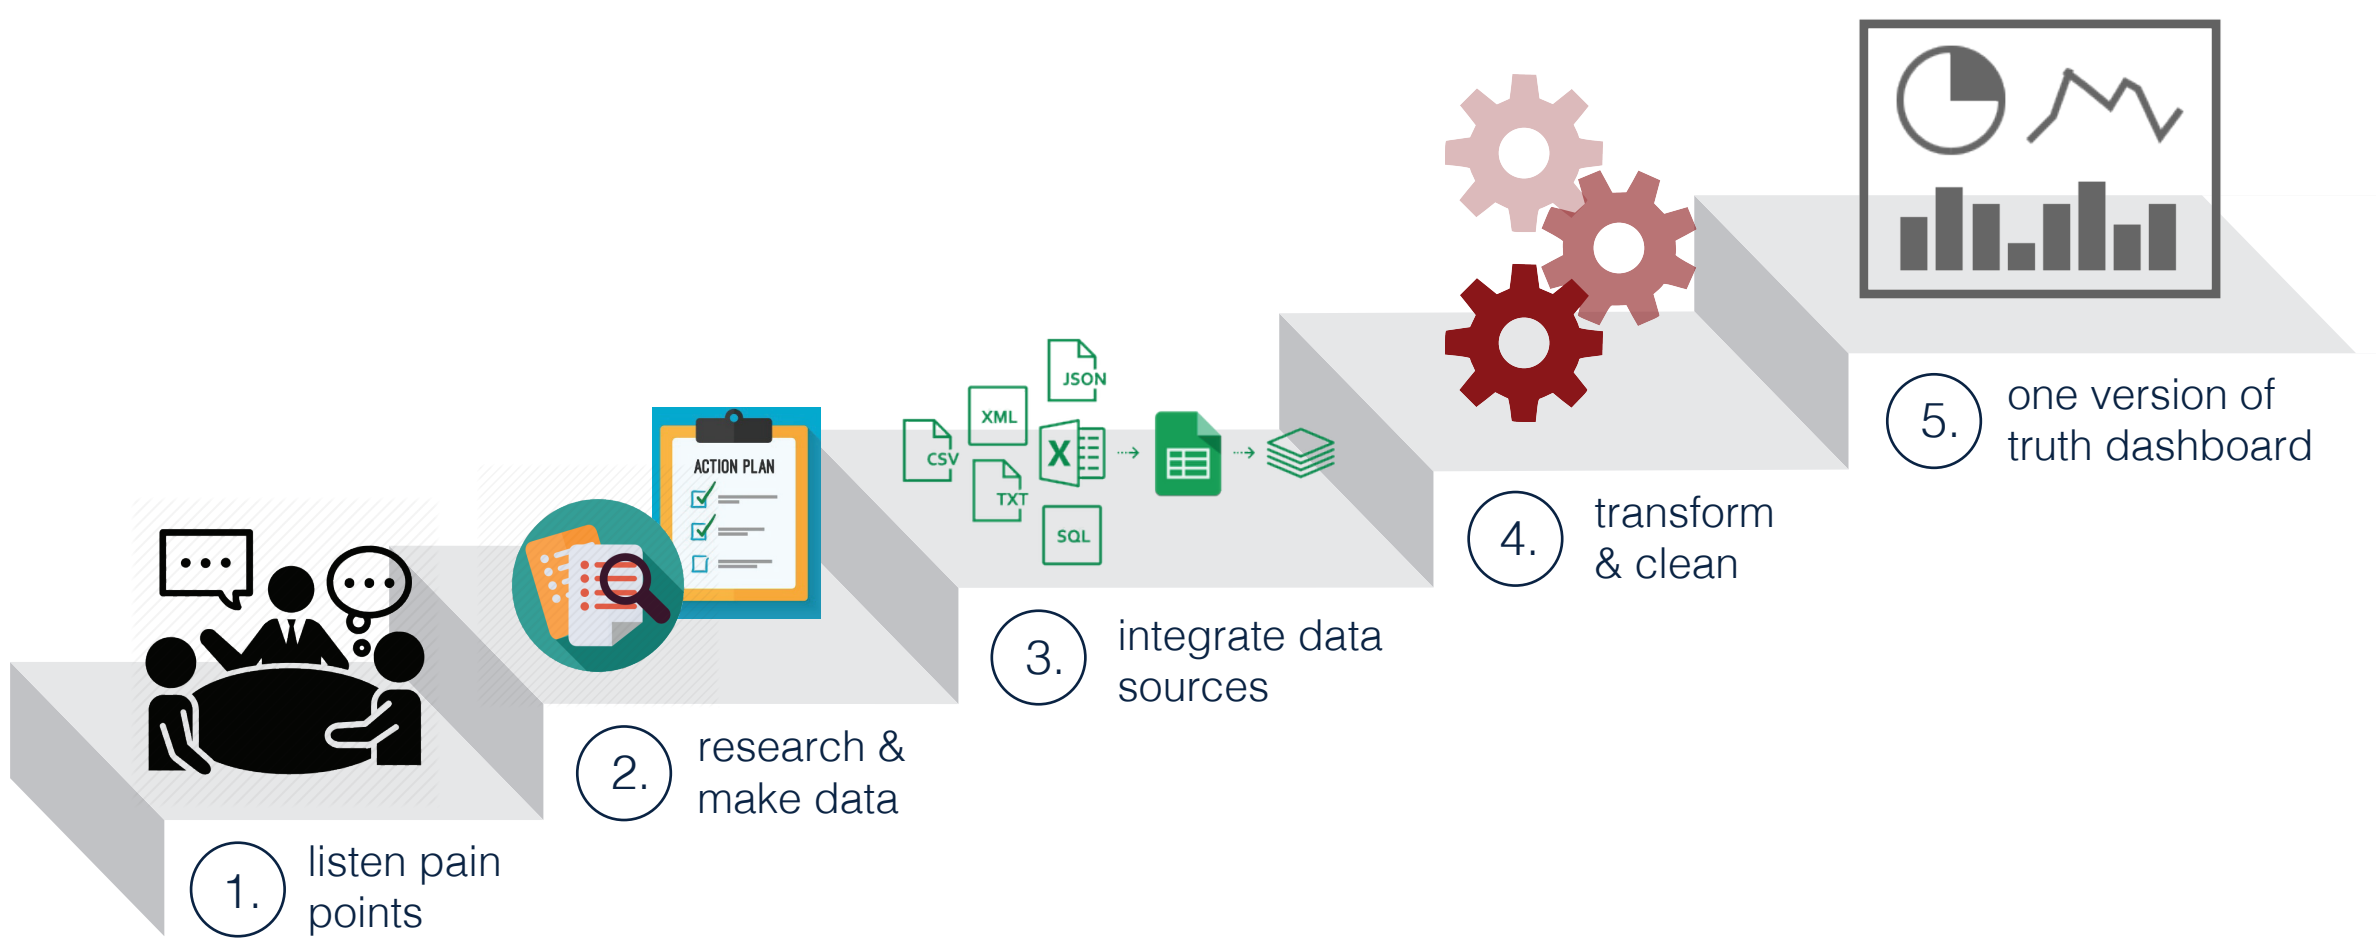 1.
listen pain
points
2.
research &
make data
ACTION PLAN
3.
integrate data
sources
JSON
XML
CSV
X
TXT
SQL
4.
transform
& clean
5.
one version of
truth dashboard